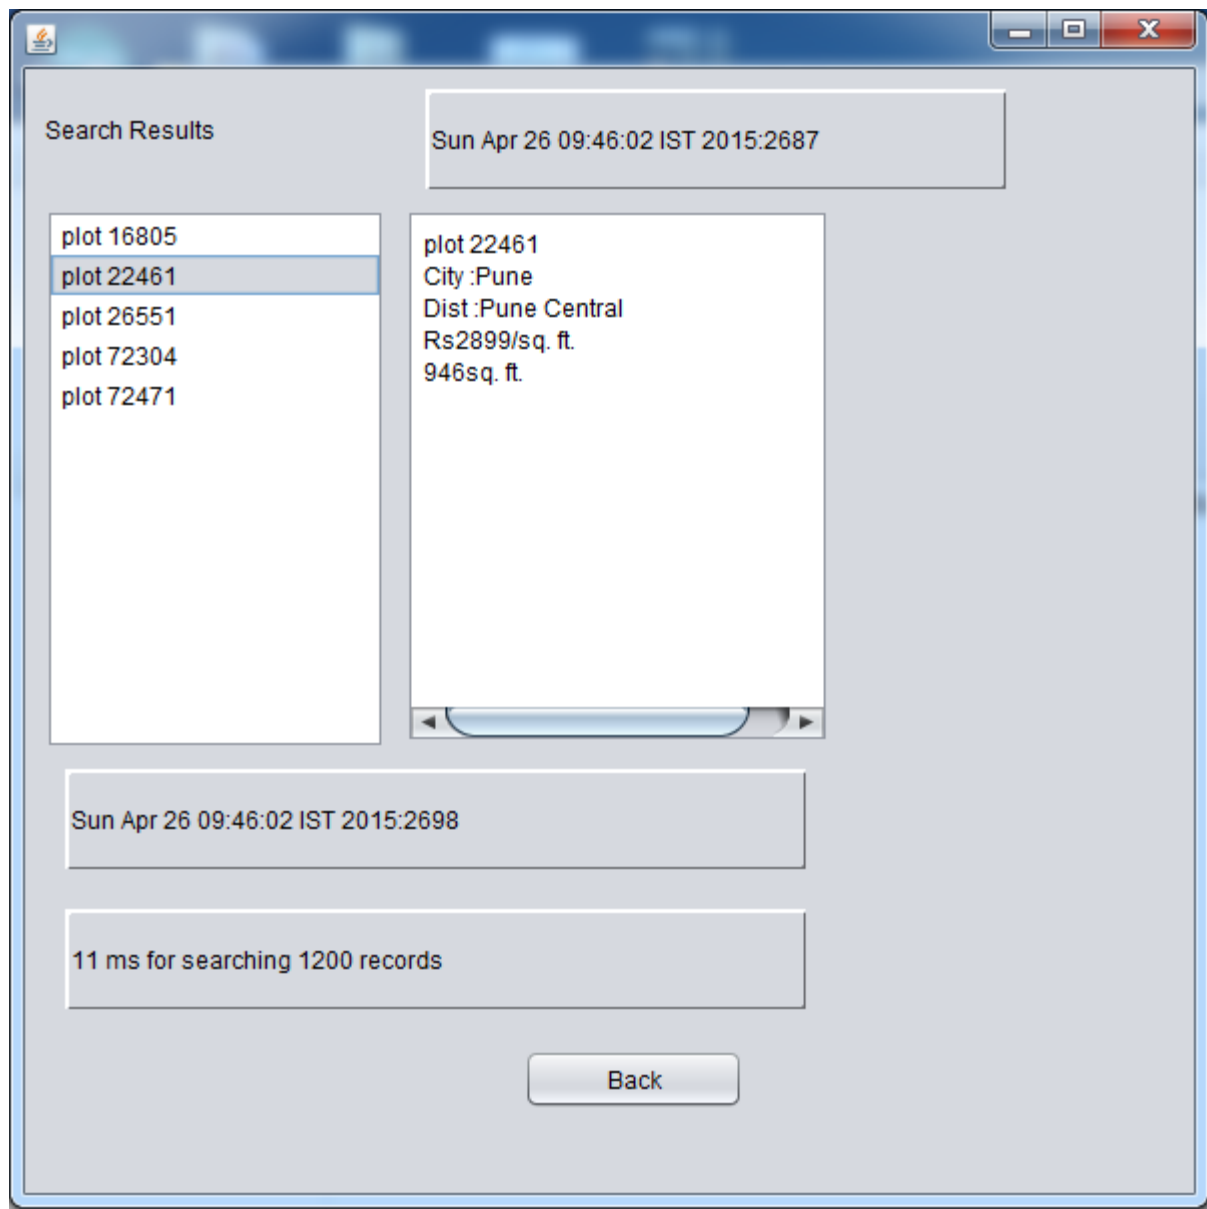 Search Results
Sun Apr 26 09:46:02 IST 2015:2687
plot 16805
plot 22461
plot 26551
plot 72304
plot 72471
plot 22461
City :Pune
Dist :Pune Central
Rs2899/sq. ft.
946sq. ft.
Sun Apr 26 09:46:02 IST 2015:2698
11 ms for searching 1200 records
Back